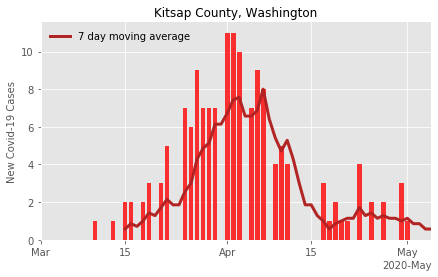 Kitsap County, Washington
7 day moving average
New Covid-19 Cases
10
8
6
4
2
0
Mar 15 Apr 15 May
2020-May